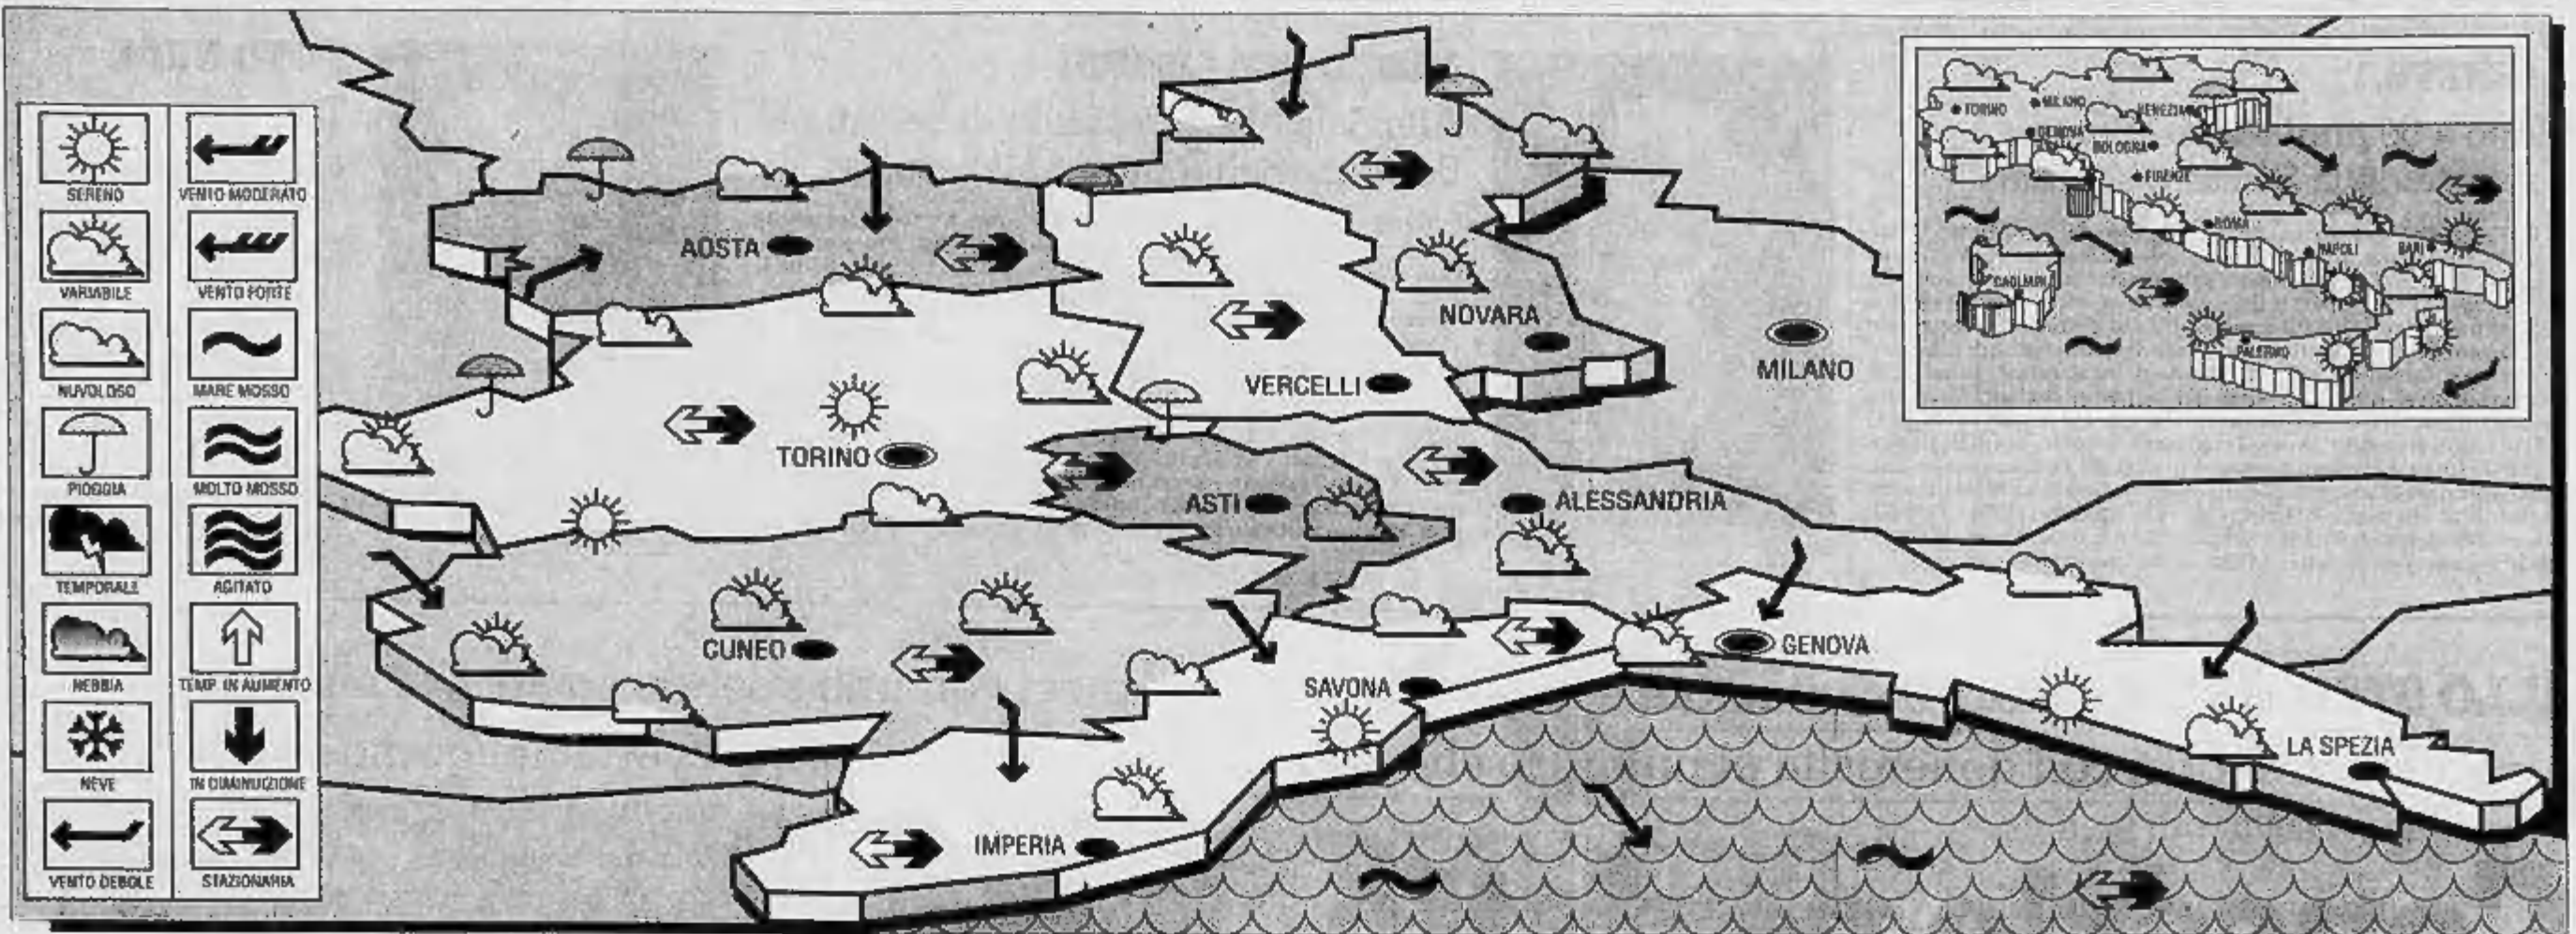 SERENO
VARIABILE
NUVOLOSO
PIOGGIA
TEMPORALE
NEBBIA
NEVE
VENTO DEBOLE
VENTO MODERATO
VENTO FORTE
MARE MOSSO
MOLTO MOSSO
AGITATO
TEMP. IN AUMENTO
IN DIMINUZIONE
STAZIONARIA
AOSTA
NOVARA
VERCELLI
MILANO
TORINO
ASTI
ALESSANDRIA
CUNEO
GENOVA
SAVONA
LA SPEZIA
IMPERIA
TORINO
MILANO
VENEZIA
GENOVA
BOLOGNA
FIRENZE
ROMA
NAPOLI
BARI
CAGLIARI
PALERMO